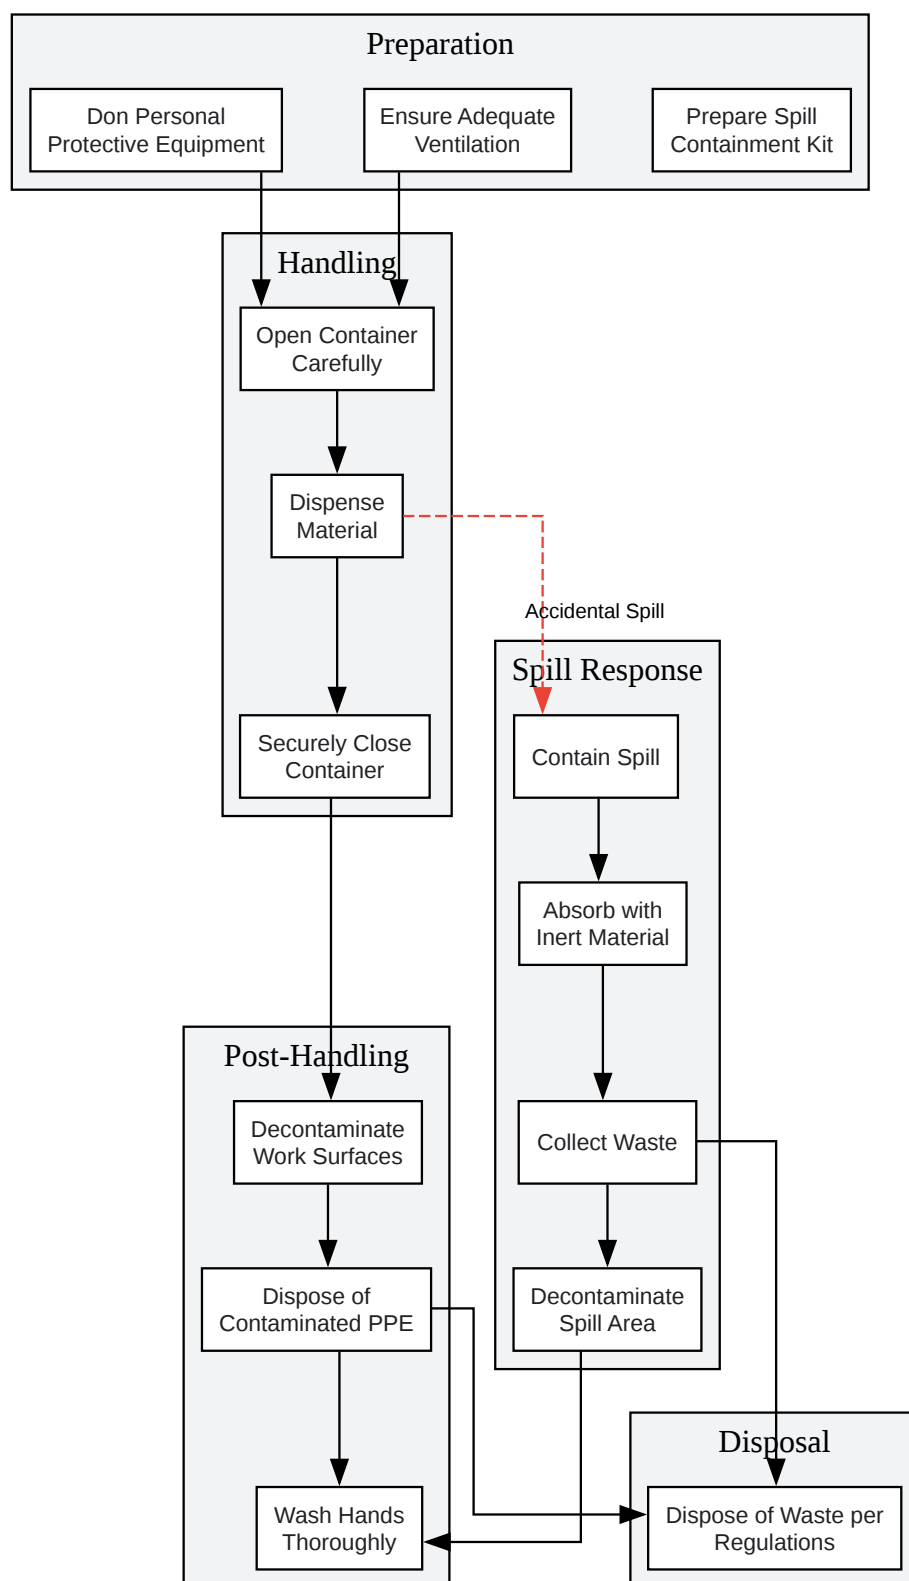 Preparation
Don Personal
Protective Equipment
Ensure Adequate
Ventilation
Prepare Spill
Containment Kit
Handling
Open Container
Carefully
Dispense
Material
Accidental Spill
Spill Response
Securely Close
Container
Contain Spill
Absorb with
Inert Material
Post-Handling
Decontaminate
Work Surfaces
Collect Waste
Dispose of
Contaminated PPE
Decontaminate
Spill Area
Disposal
Wash Hands
Thoroughly
Dispose of Waste per
Regulations